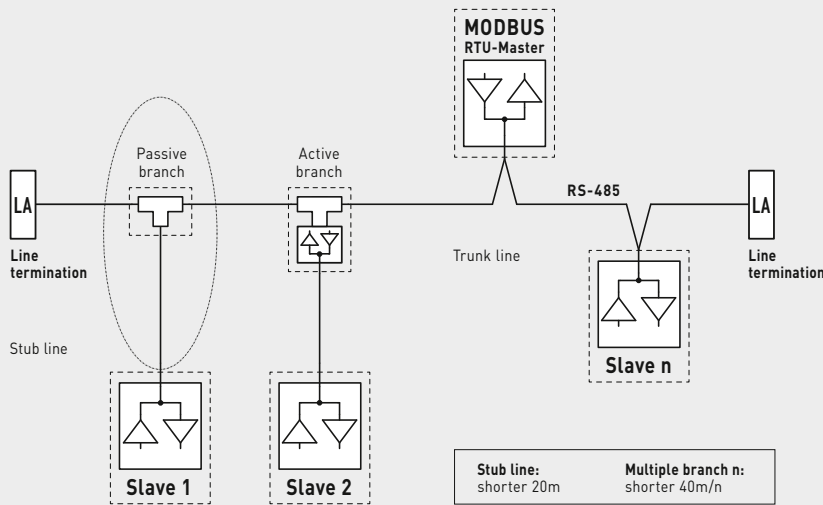 MODBUS
RTU-Master
Passive
branch
Active
branch
RS-485
LA
LA
Line
termination
Trunk line
Line
termination
Stub line
Slave n
Slave 1
Slave 2
Stub line:
shorter 20m
Multiple branch n:
shorter 40m/n